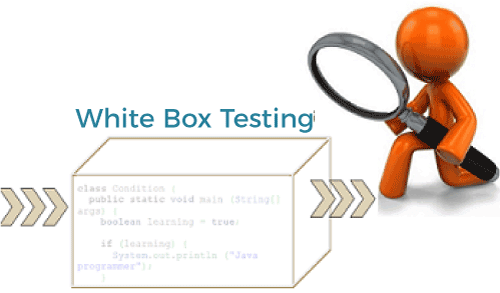 White Box Testing
class Condition {
public static void main (String[]
args) {
boolean learning = true;
if (learning) {
System.out.println ("Java
programmer");
}